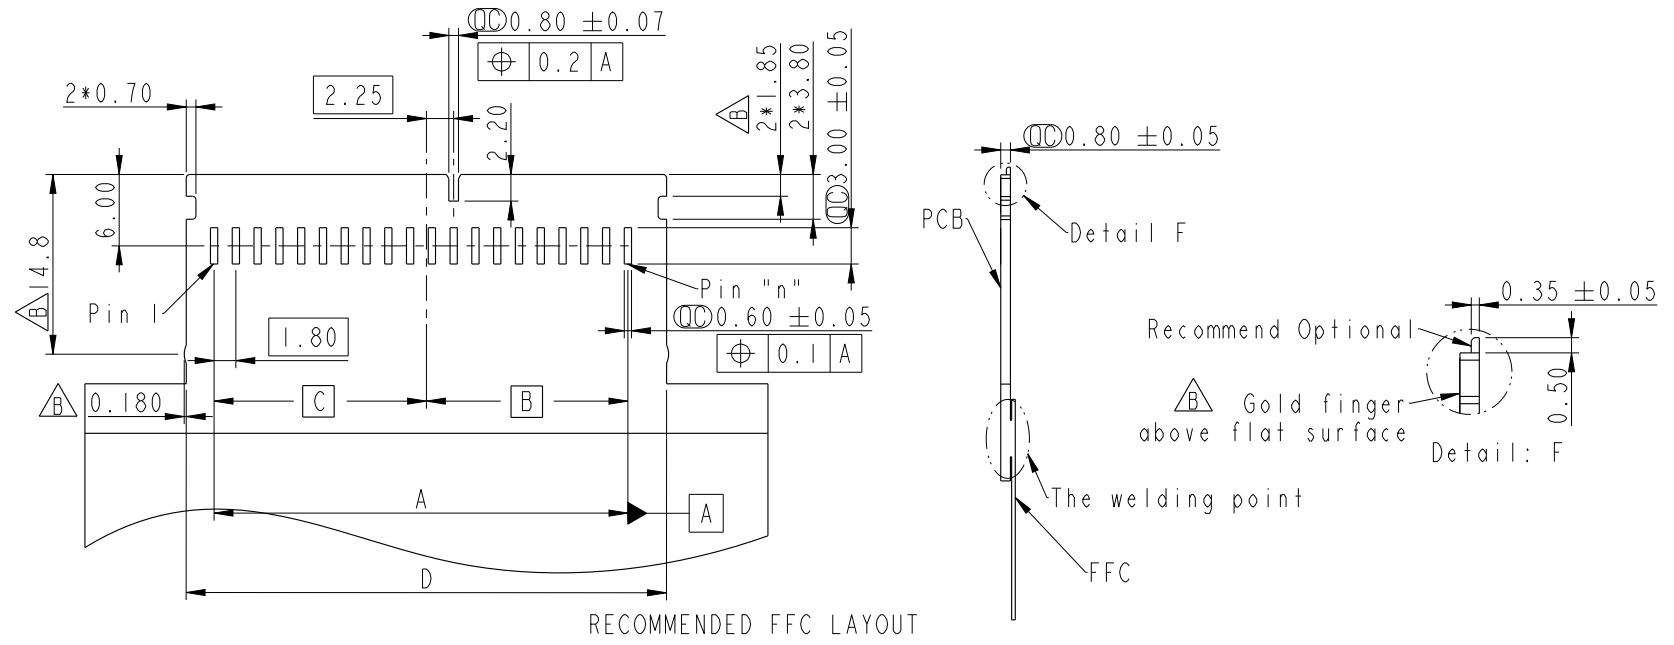 QC 0.80 ±0.07
⌖ 0.2 A
2*0.70
2.25
2.20
B
2*1.85
2*3.80
QC 3.00 ±0.05
6.00
B 14.8
Pin 1
Pin "n"
QC 0.60 ±0.05
⌖ 0.1 A
1.80
B 0.180
C
B
A
A
D
RECOMMENDED FFC LAYOUT
QC 0.80 ±0.05
PCB
Detail F
The welding point
FFC
0.35 ±0.05
Recommend Optional
0.50
B Gold finger
above flat surface
Detail: F